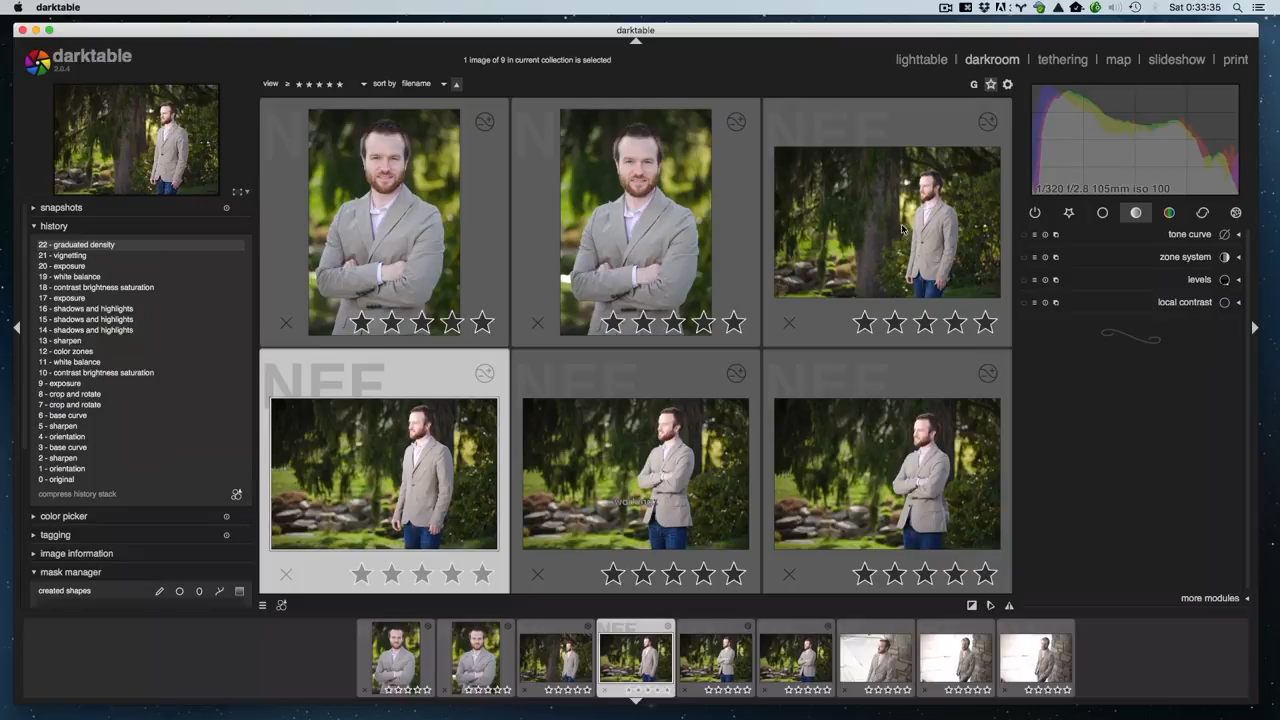 darktable
Sat 0:33:35
darktable
darktable
2.0.4
1 image of 9 in current collection is selected
lighttable | darkroom | tethering | map | slideshow | print
view ≥
sort by filename
G
NEF
1/320 f/2.8 105mm iso 100
snapshots
history
22 - graduated density
21 - vignetting
20 - exposure
19 - white balance
18 - contrast brightness saturation
17 - exposure
16 - shadows and highlights
15 - shadows and highlights
14 - shadows and highlights
13 - sharpen
12 - color zones
11 - white balance
10 - contrast brightness saturation
9 - exposure
8 - crop and rotate
7 - crop and rotate
6 - base curve
5 - sharpen
4 - orientation
3 - base curve
2 - sharpen
1 - orientation
0 - original
compress history stack
color picker
tagging
image information
mask manager
created shapes
tone curve
zone system
levels
local contrast
NEF
more modules